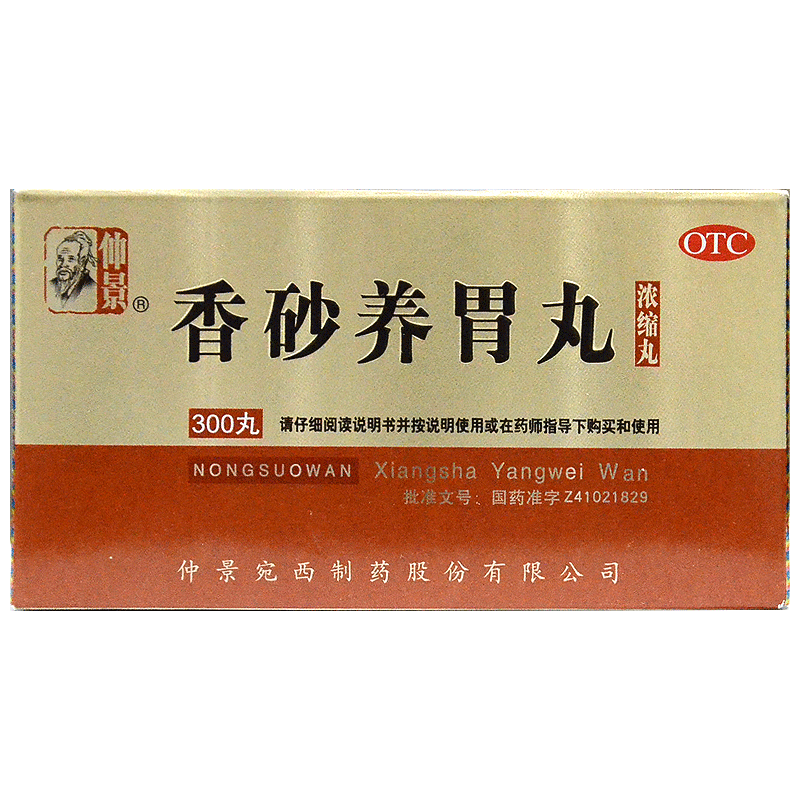 仲景®
OTC
香砂养胃丸
浓缩丸
300丸 请仔细阅读说明书并按说明使用或在药师指导下购买和使用
NONGSUOWAN Xiangsha Yangwei Wan
批准文号：国药准字Z41021829
仲景宛西制药股份有限公司